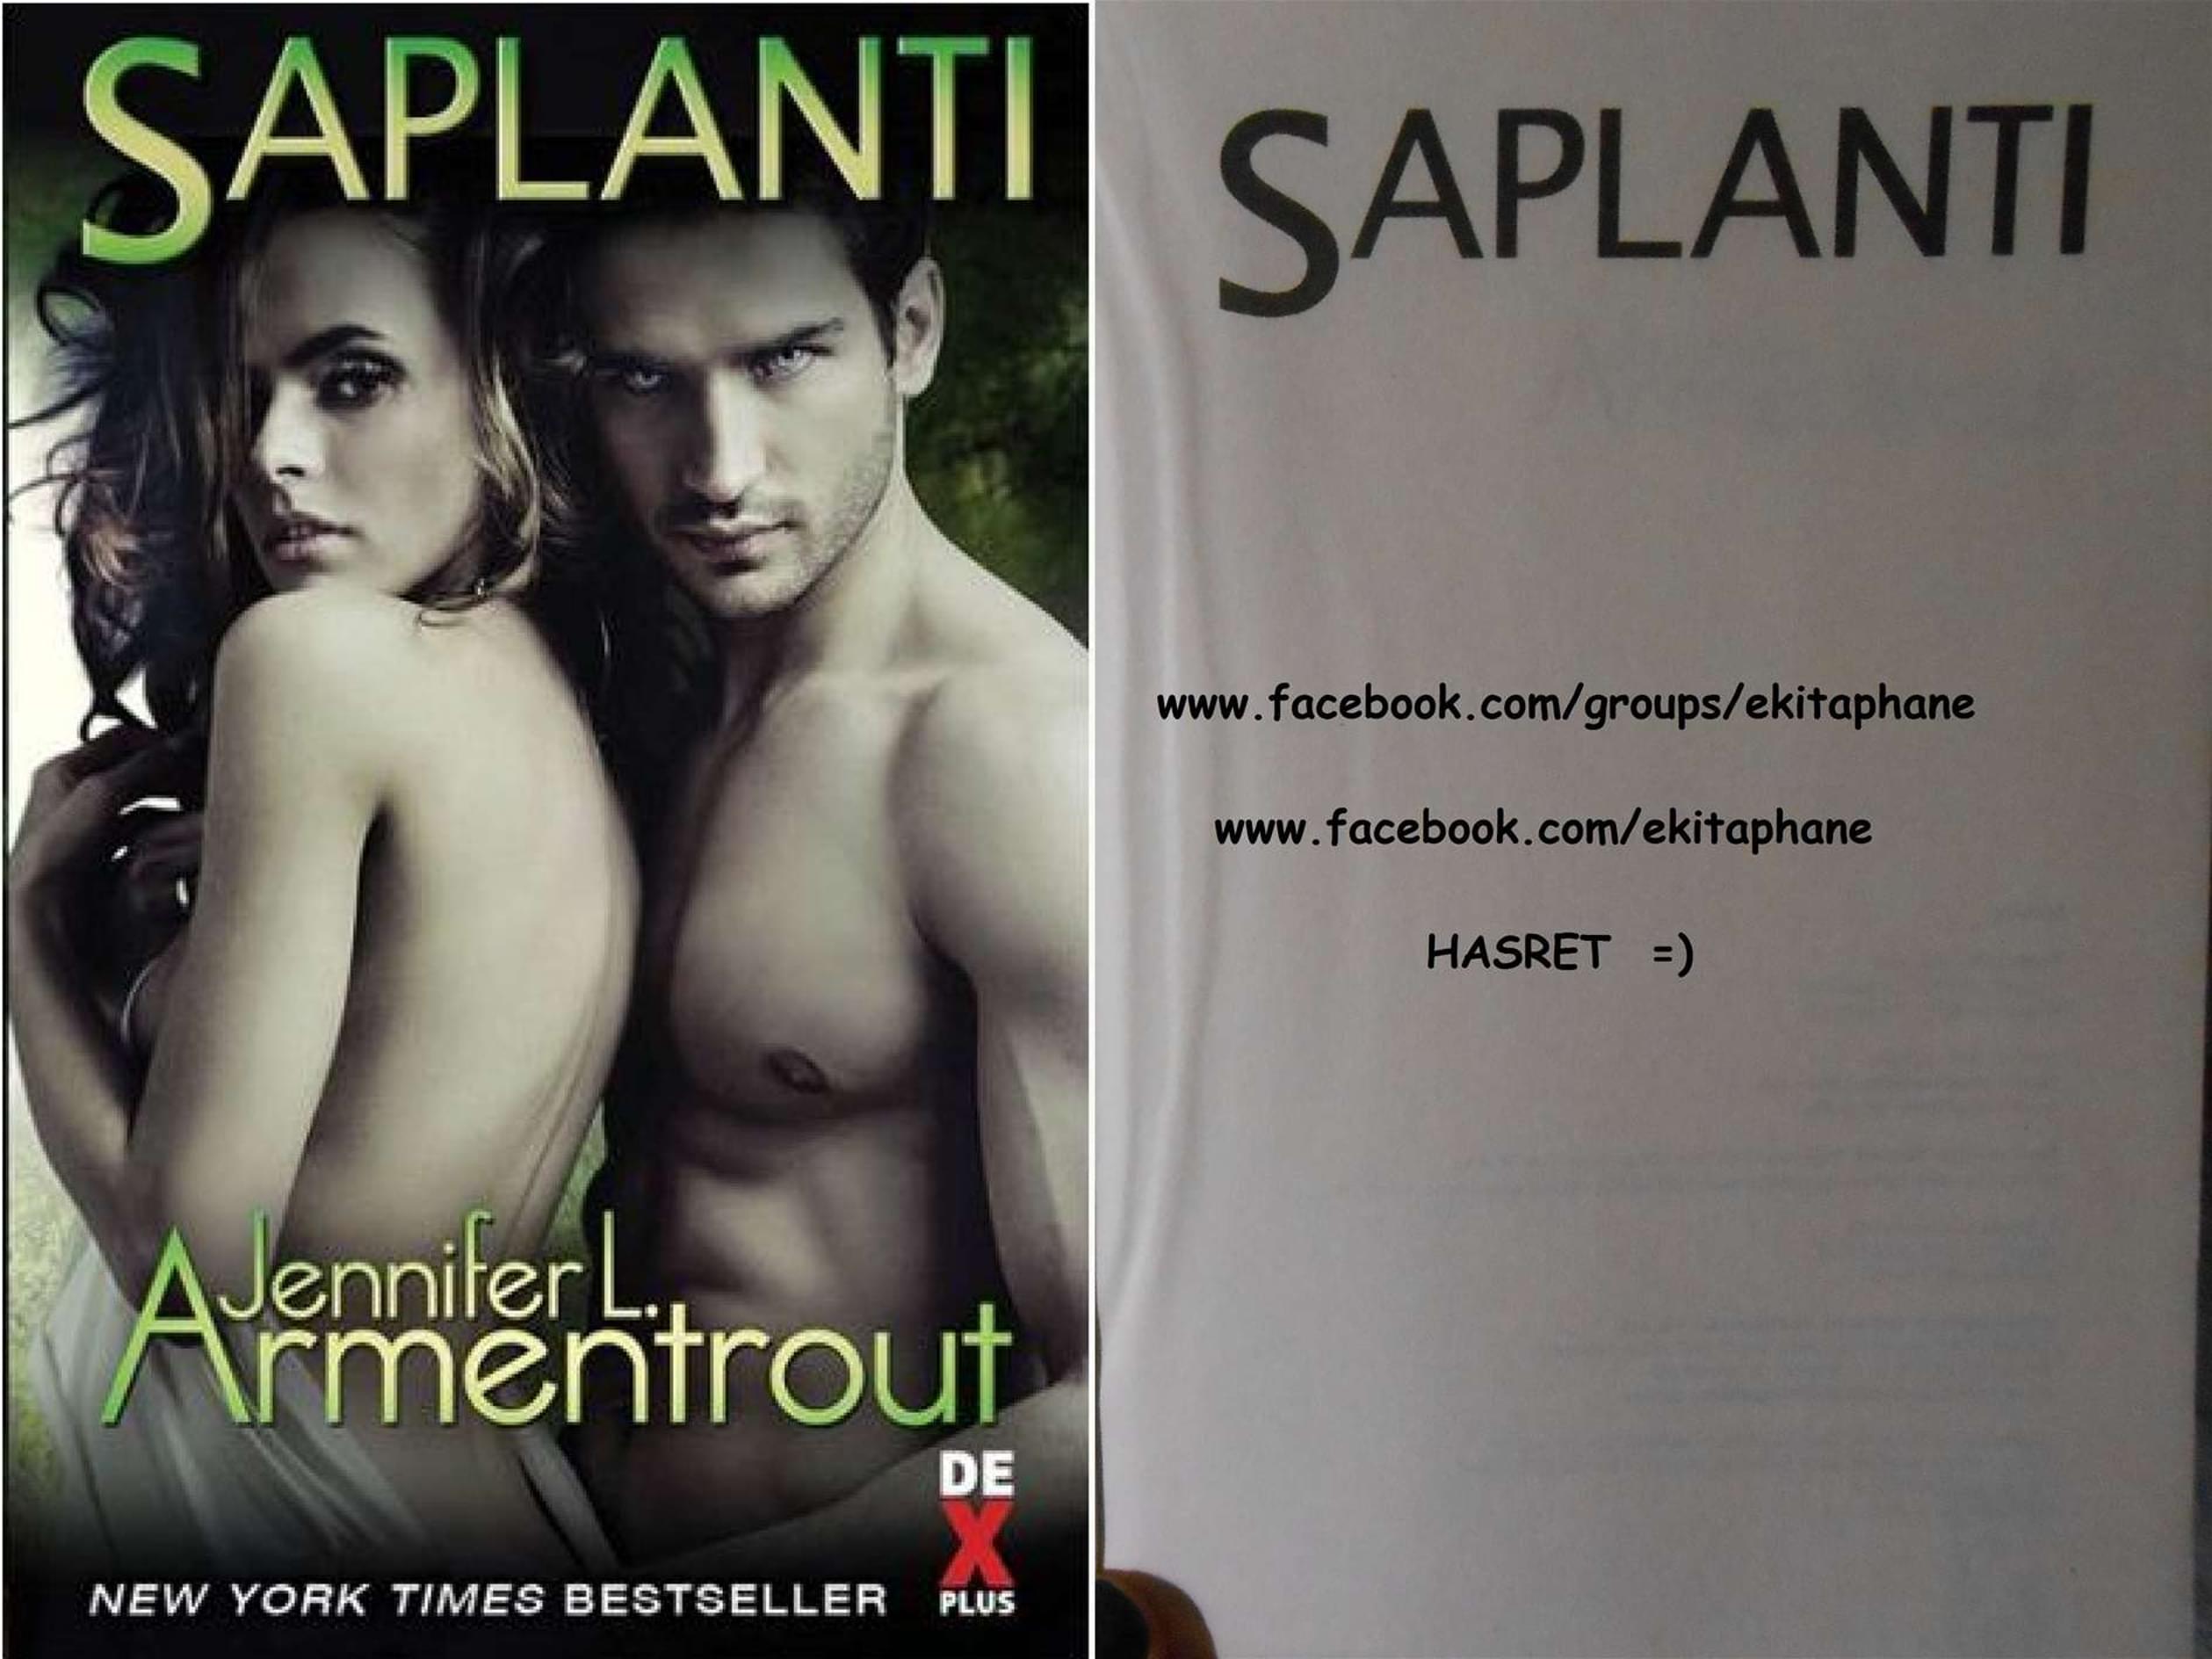 SAPLANTI
Jennifer L.
Armentrout
NEW YORK TIMES BESTSELLER
DE
X
PLUS
SAPLANTI
www.facebook.com/groups/ekitaphane
www.facebook.com/ekitaphane
HASRET =)